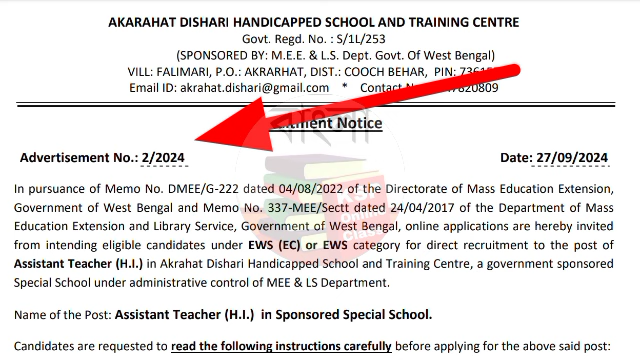 AKARAHAT DISHARI HANDICAPPED SCHOOL AND TRAINING CENTRE
Govt. Regd. No. : S/1L/253
(SPONSORED BY: M.E.E. & L.S. Dept. Govt. Of West Bengal)
VILL: FALIMARI, P.O.: AKRARHAT, DIST.: COOCH BEHAR, PIN:
Email ID: akrahat.dishari@gmail.com * Contact
Notice
Advertisement No.: 2/2024 Date: 27/09/2024
In pursuance of Memo No. DMEE/G-222 dated 04/08/2022 of the Directorate of Mass Education Extension,
Government of West Bengal and Memo No. 337-MEE/Sectt dated 24/04/2017 of the Department of Mass
Education Extension and Library Service, Government of West Bengal, online applications are hereby invited
from intending eligible candidates under EWS (EC) or EWS category for direct recruitment to the post of
Assistant Teacher (H.I.) in Akrahat Dishari Handicapped School and Training Centre, a government sponsored
Special School under administrative control of MEE & LS Department.
Name of the Post: Assistant Teacher (H.I.) in Sponsored Special School.
Candidates are requested to read the following instructions carefully before applying for the above said post: